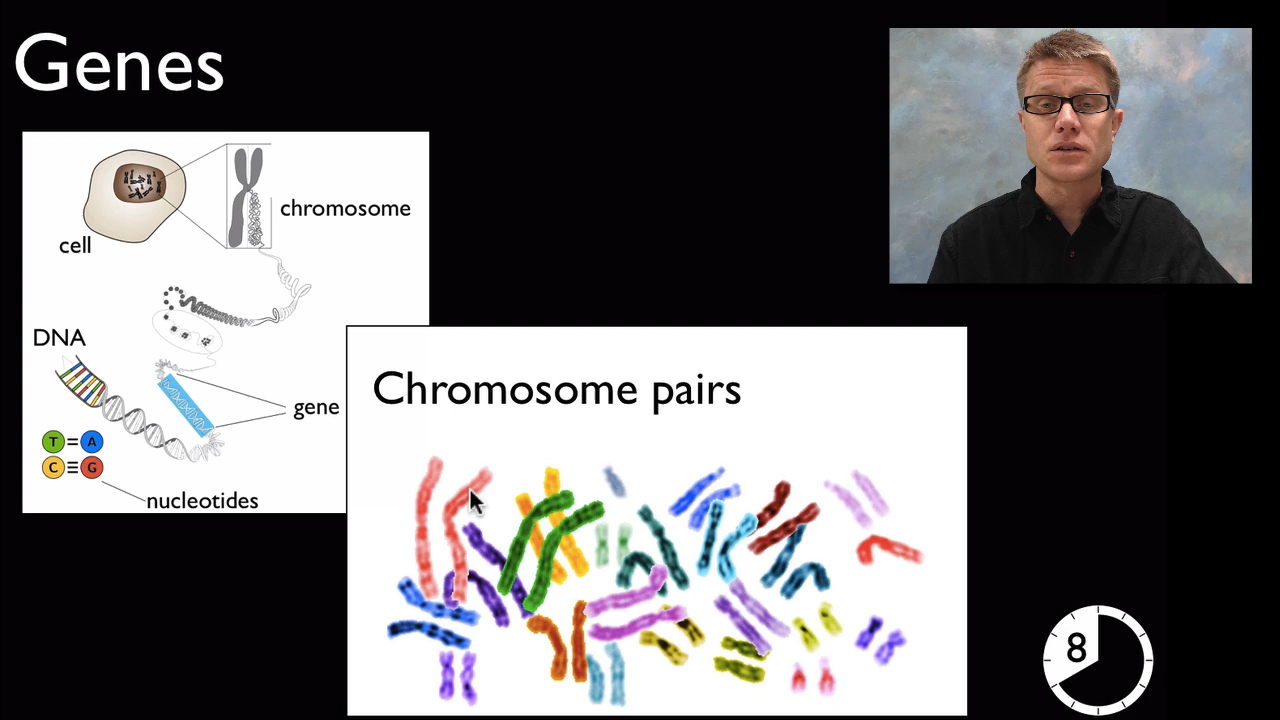 Genes
cell
chromosome
DNA
gene
T = A
C ≡ G
nucleotides
Chromosome pairs
8